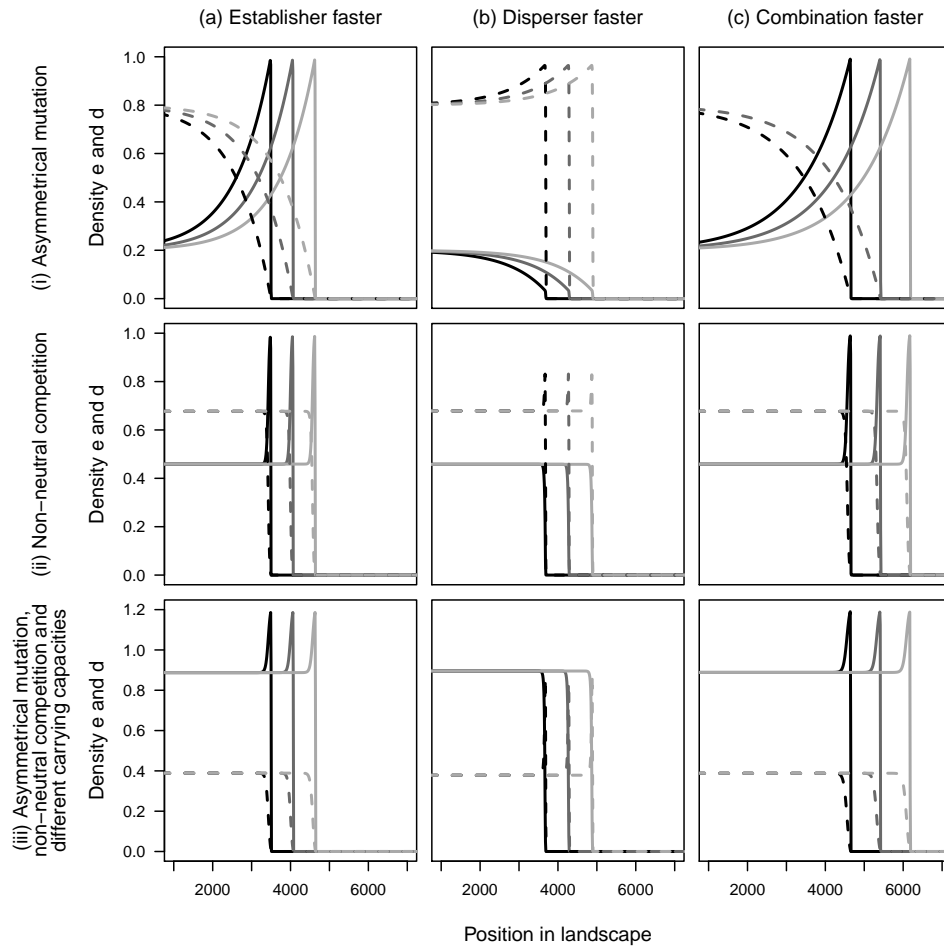 (a) Establisher faster
(b) Disperser faster
(c) Combination faster
(i) Asymmetrical mutation
Density e and d
1.0
0.8
0.6
0.4
0.2
0.0
(ii) Non−neutral competition
Density e and d
1.0
0.8
0.6
0.4
0.2
0.0
(iii) Asymmetrical mutation,
non−neutral competition and
different carrying capacities
Density e and d
1.2
1.0
0.8
0.6
0.4
0.2
0.0
2000 4000 6000
2000 4000 6000
2000 4000 6000
Position in landscape